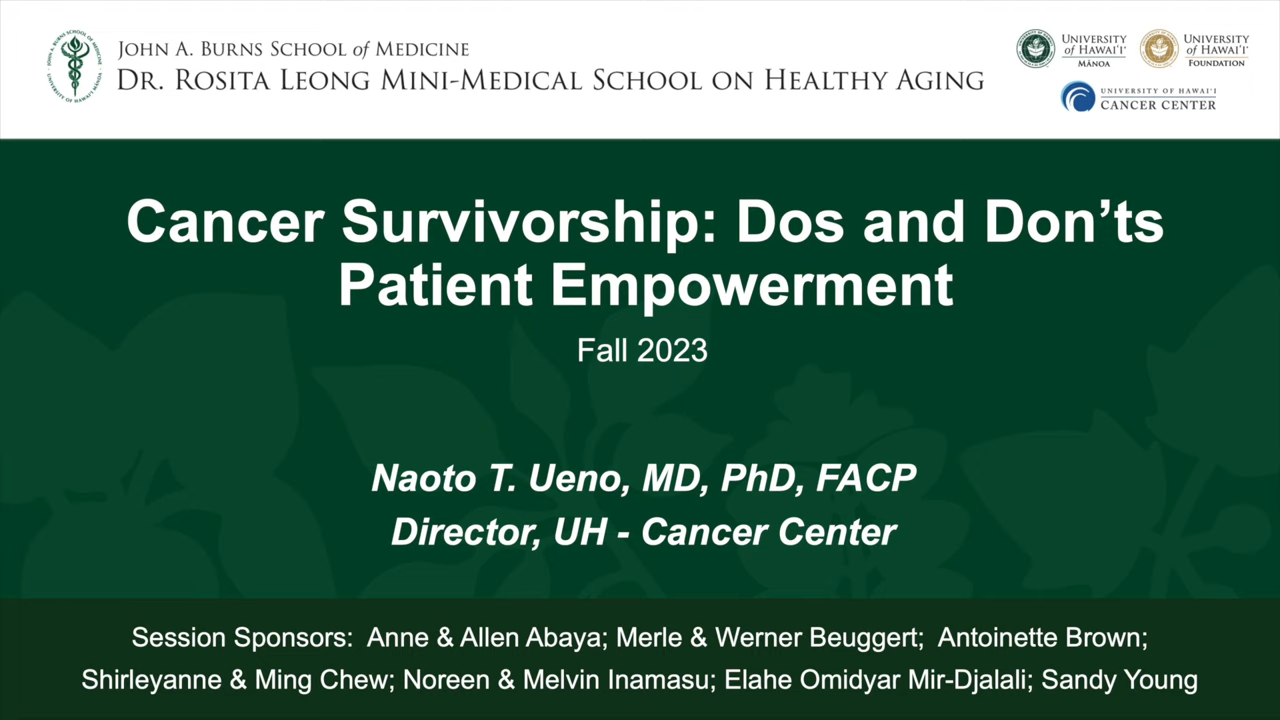 JOHN A. BURNS SCHOOL of MEDICINE
DR. ROSITA LEONG MINI-MEDICAL SCHOOL ON HEALTHY AGING
UNIVERSITY
of HAWAIʻI®
MĀNOA
UNIVERSITY
of HAWAIʻI®
FOUNDATION
UNIVERSITY OF HAWAIʻI
CANCER CENTER
Cancer Survivorship: Dos and Don’ts
Patient Empowerment
Fall 2023
Naoto T. Ueno, MD, PhD, FACP
Director, UH - Cancer Center
Session Sponsors: Anne & Allen Abaya; Merle & Werner Beuggert; Antoinette Brown;
Shirleyanne & Ming Chew; Noreen & Melvin Inamasu; Elahe Omidyar Mir-Djalali; Sandy Young